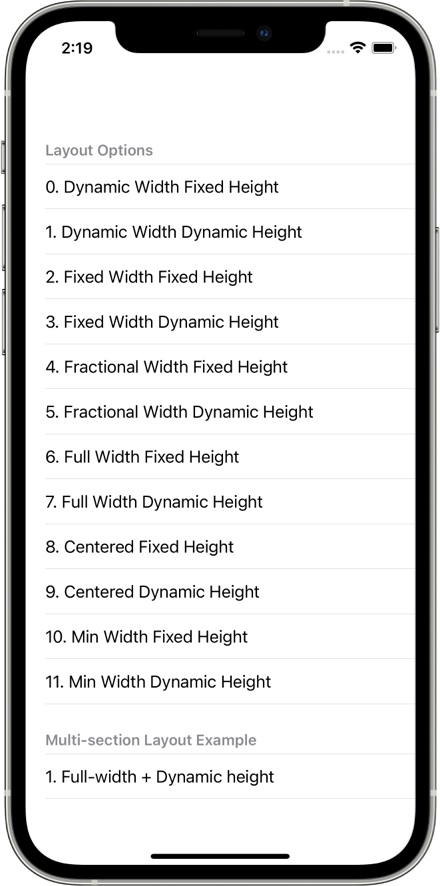 2:19
Layout Options
0. Dynamic Width Fixed Height
1. Dynamic Width Dynamic Height
2. Fixed Width Fixed Height
3. Fixed Width Dynamic Height
4. Fractional Width Fixed Height
5. Fractional Width Dynamic Height
6. Full Width Fixed Height
7. Full Width Dynamic Height
8. Centered Fixed Height
9. Centered Dynamic Height
10. Min Width Fixed Height
11. Min Width Dynamic Height
Multi-section Layout Example
1. Full-width + Dynamic height